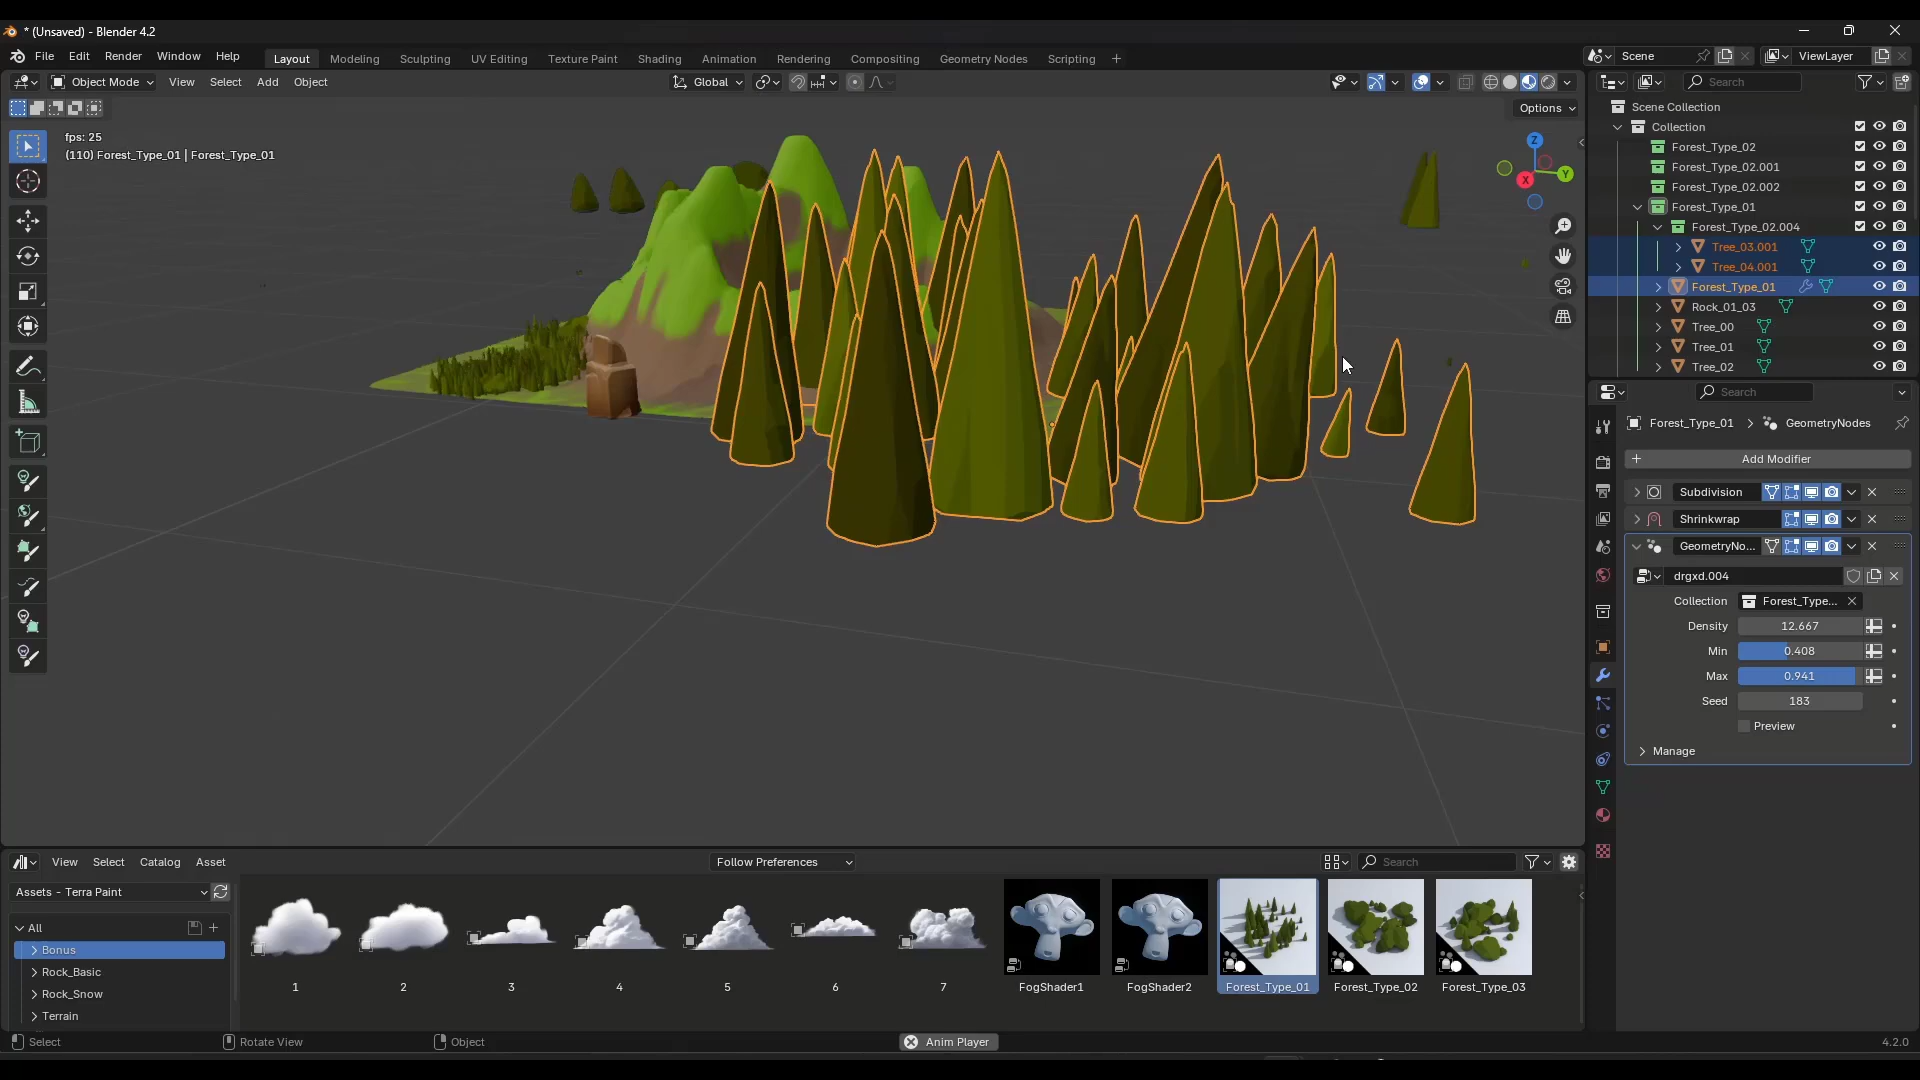 * (Unsaved) - Blender 4.2
File Edit Render Window Help
Layout Modeling Sculpting UV Editing Texture Paint Shading Animation Rendering Compositing Geometry Nodes Scripting +
Scene ViewLayer
Object Mode View Select Add Object
Global
Search
Options
fps: 25
(110) Forest_Type_01 | Forest_Type_01
Z
Y
X
Scene Collection
Collection
Forest_Type_02
Forest_Type_02.001
Forest_Type_02.002
Forest_Type_01
Forest_Type_02.004
Tree_03.001
Tree_04.001
Forest_Type_01
Rock_01_03
Tree_00
Tree_01
Tree_02
Search
Forest_Type_01 > GeometryNodes
+ Add Modifier
Subdivision
Shrinkwrap
GeometryNo...
drgxd.004
Collection Forest_Type...
Density 12.667
Min 0.408
Max 0.941
Seed 183
Preview
Manage
View Select Catalog Asset
Follow Preferences
Search
Assets - Terra Paint
All
Bonus
Rock_Basic
Rock_Snow
Terrain
1 2 3 4 5 6 7 FogShader1 FogShader2 Forest_Type_01 Forest_Type_02 Forest_Type_03
Select Rotate View Object Anim Player 4.2.0